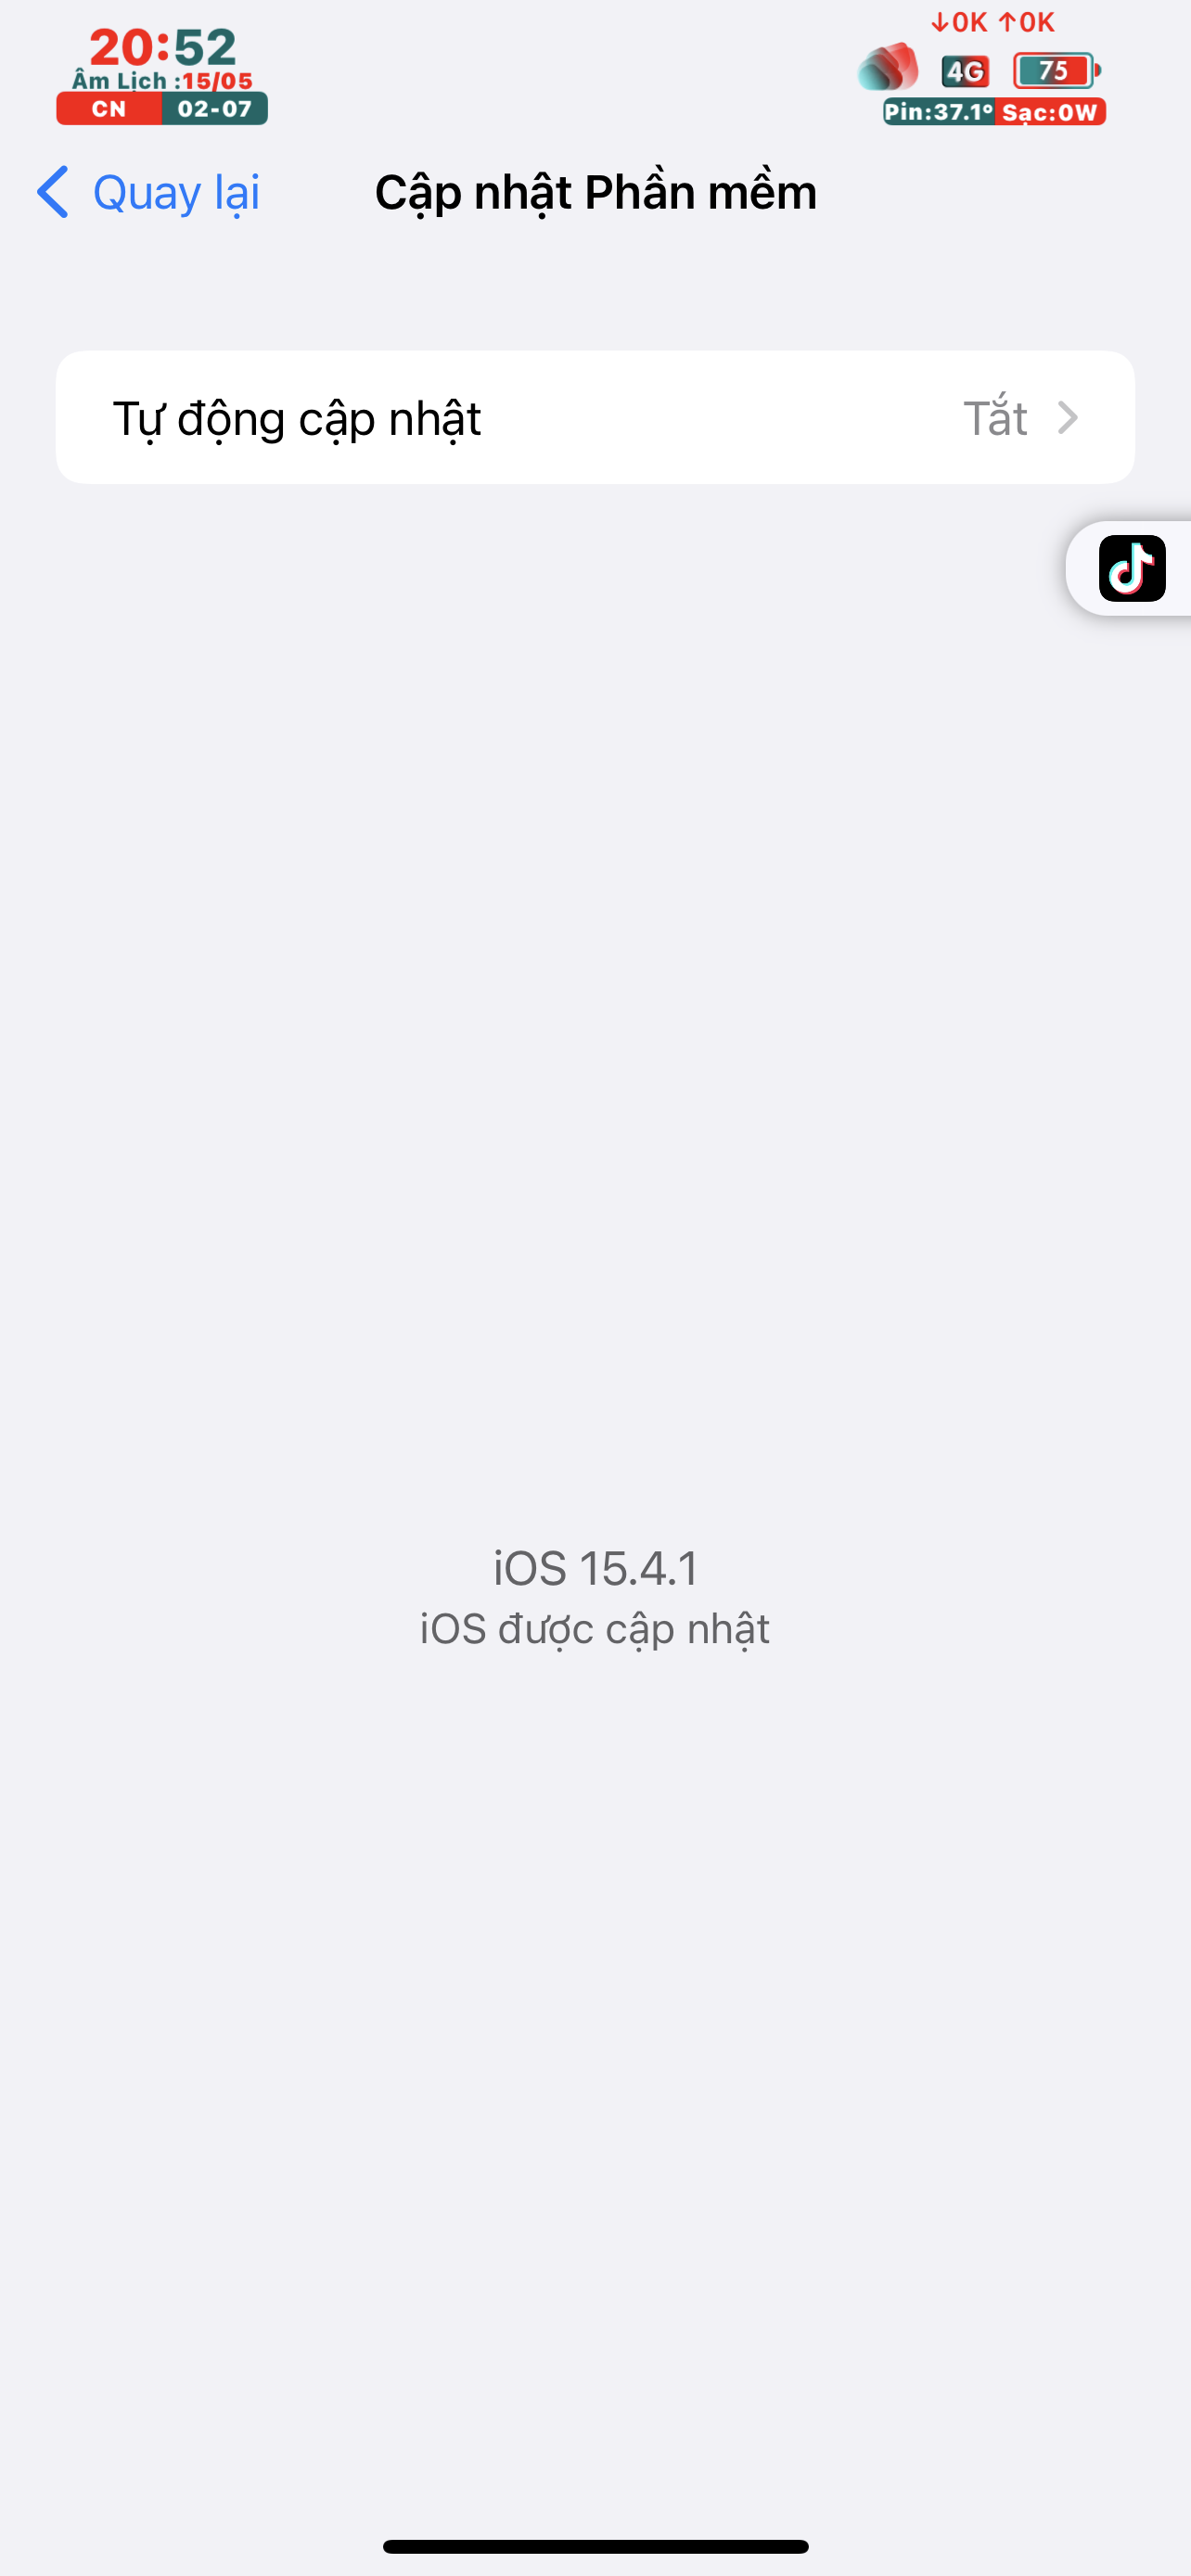 20:52
Âm Lịch :15/05
CN 02-07
↓0K ↑0K
4G 75
Pin:37.1° Sạc:0W
Quay lại
Cập nhật Phần mềm
Tự động cập nhật Tắt
iOS 15.4.1
iOS được cập nhật